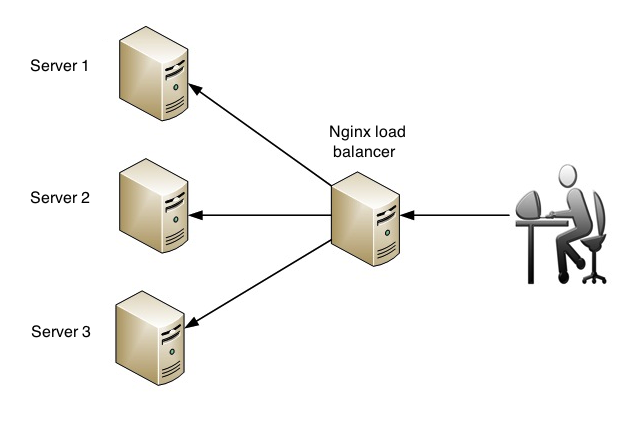 Server 1
Nginx load
balancer
Server 2
Server 3